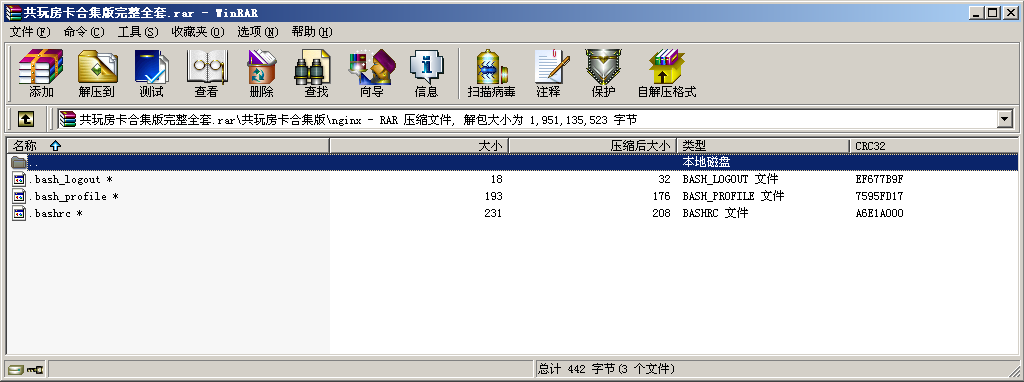 共玩房卡合集版完整全套.rar - WinRAR
文件(F) 命令(C) 工具(S) 收藏夹(O) 选项(N) 帮助(H)
添加 解压到 测试 查看 删除 查找 向导 信息 扫描病毒 注释 保护 自解压格式
共玩房卡合集版完整全套.rar\共玩房卡合集版\nginx - RAR 压缩文件, 解包大小为 1,951,135,523 字节
名称 大小 压缩后大小 类型 CRC32
.. 本地磁盘
.bash_logout * 18 32 BASH_LOGOUT 文件 EF677B9F
.bash_profile * 193 176 BASH_PROFILE 文件 7595FD17
.bashrc * 231 208 BASHRC 文件 A6E1A000
总计 442 字节(3 个文件)